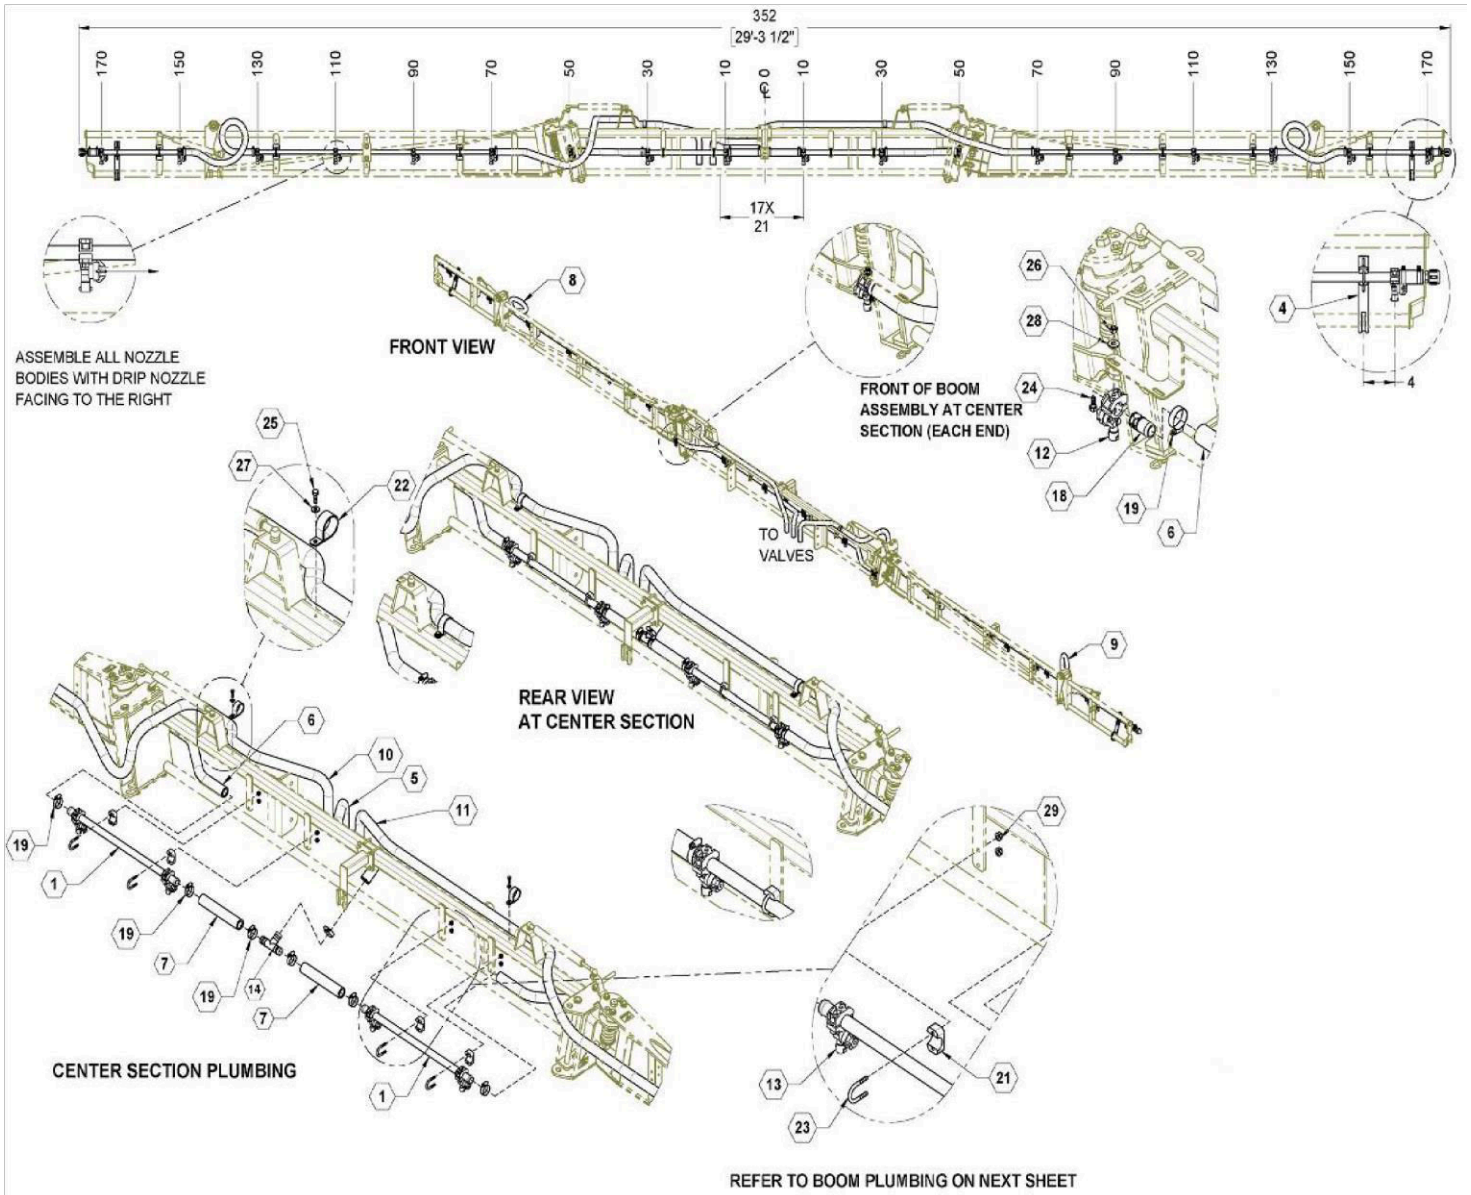 352
[29'-3 1/2"]
170 150 130 110 90 70 50 30 10 0 10 30 50 70 90 110 130 150 170
℄
17X
21
ASSEMBLE ALL NOZZLE
BODIES WITH DRIP NOZZLE
FACING TO THE RIGHT
FRONT VIEW
8
FRONT OF BOOM
ASSEMBLY AT CENTER
SECTION (EACH END)
26
28
24
12
18
19
6
4
4
25
27
22
TO
VALVES
9
REAR VIEW
AT CENTER SECTION
6
10
5
11
19
1
19
7
19
14
7
1
29
13
21
23
CENTER SECTION PLUMBING
REFER TO BOOM PLUMBING ON NEXT SHEET